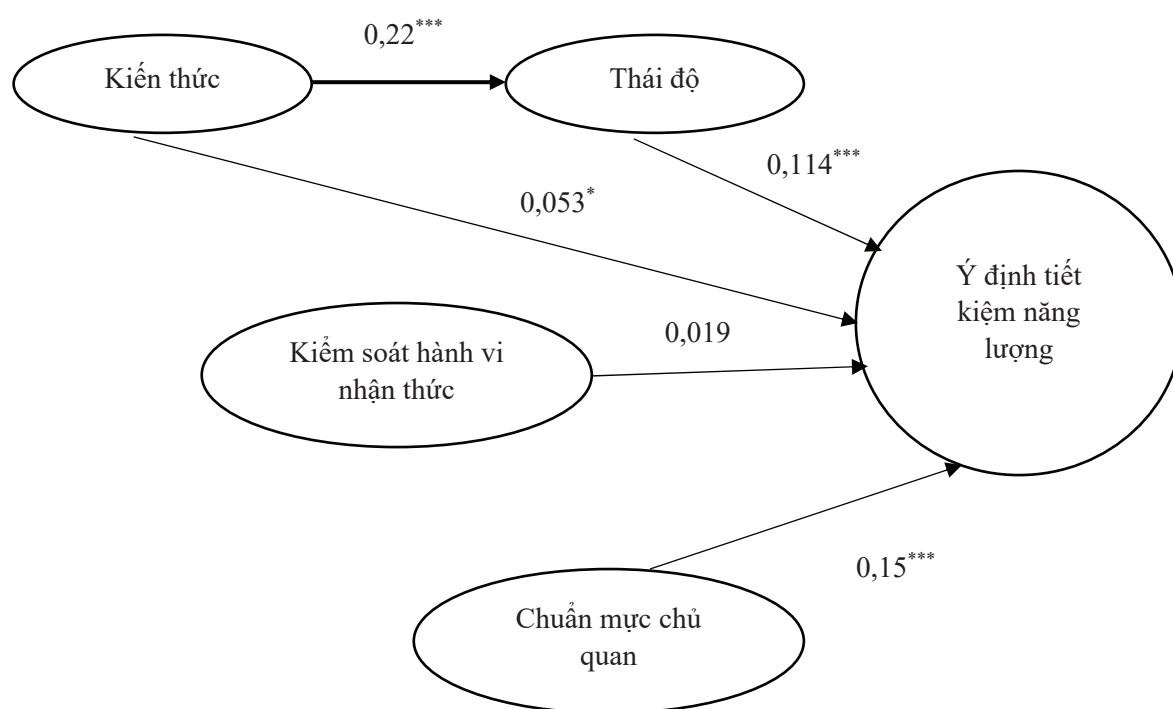 0,22***
Kiến thức
Thái độ
0,114***
0,053*
Ý định tiết
kiệm năng
lượng
0,019
Kiểm soát hành vi
nhận thức
0,15***
Chuẩn mực chủ
quan